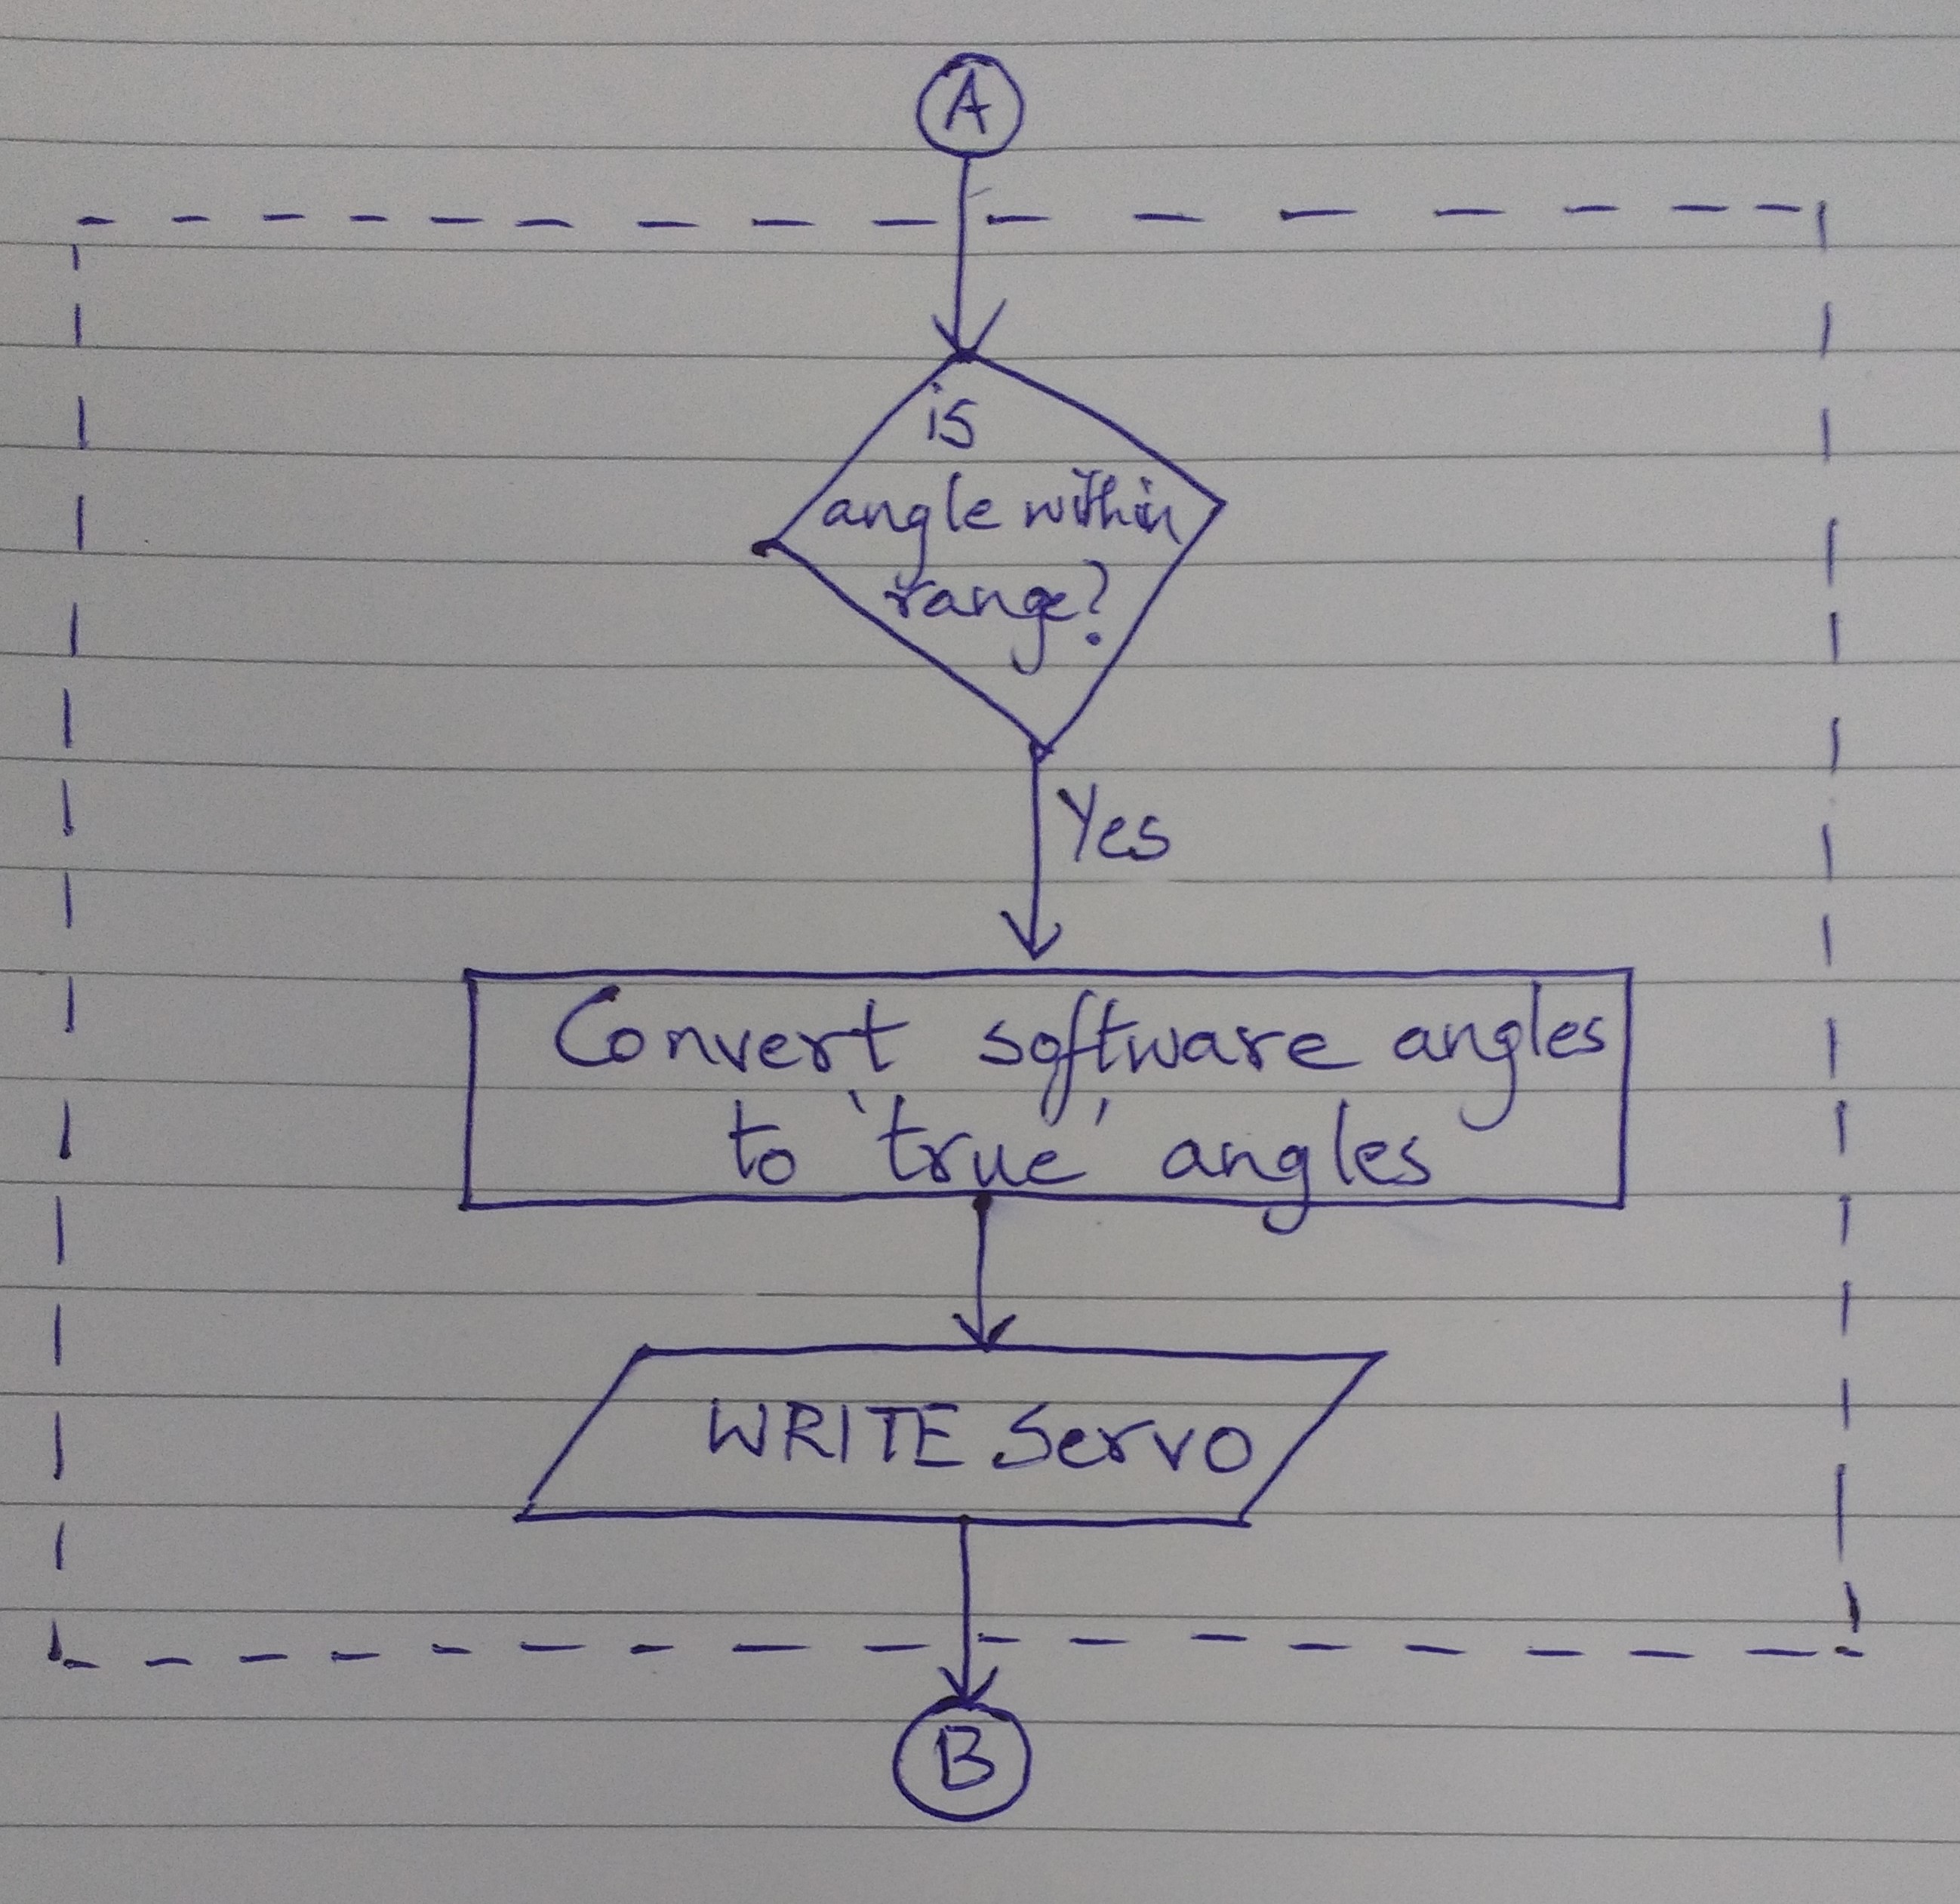 A
is
angle within
range?
Yes
Convert software angles
to 'true' angles
WRITE Servo
B